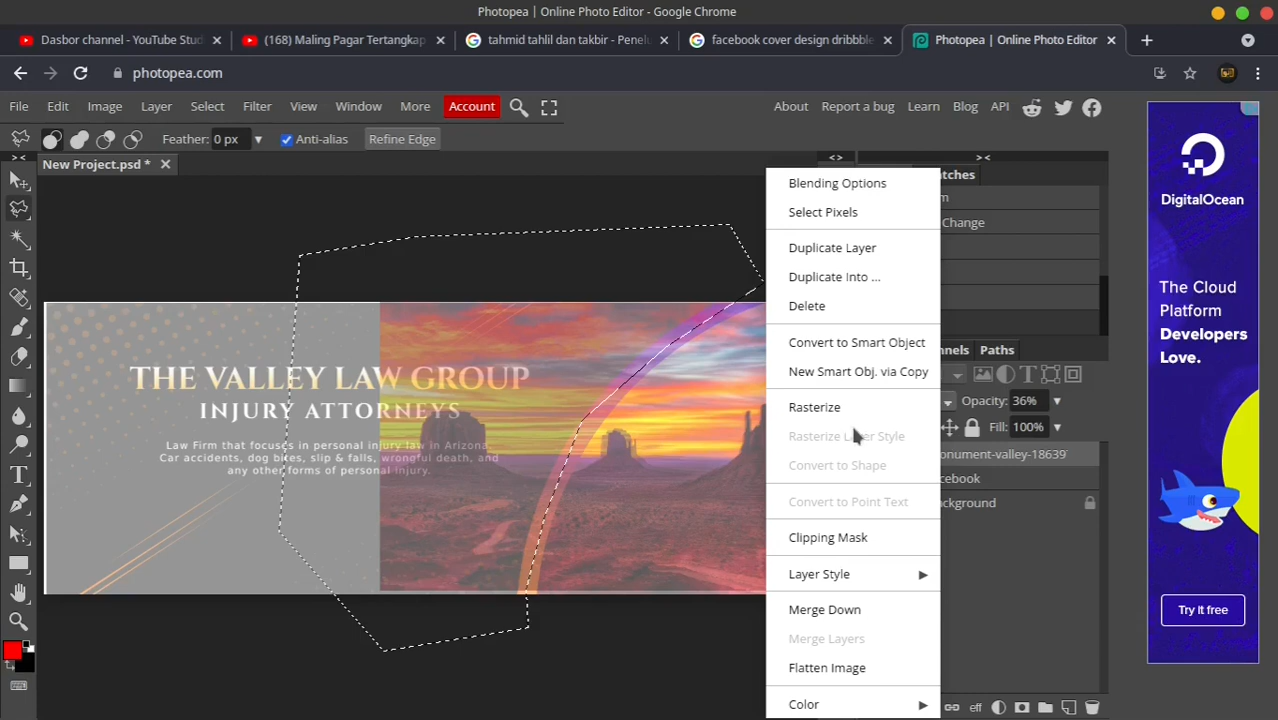 Photopea | Online Photo Editor - Google Chrome
Dasbor channel - YouTube Stud
(168) Maling Pagar Tertangkap
tahmid tahlil dan takbir - Penelu
facebook cover design dribbble
Photopea | Online Photo Editor
photopea.com
File Edit Image Layer Select Filter View Window More Account
About Report a bug Learn Blog API
Feather: 0 px Anti-alias Refine Edge
New Project.psd *
> < < > > <
Blending Options
Select Pixels
Duplicate Layer
Duplicate Into ...
Delete
Convert to Smart Object
New Smart Obj. via Copy
Rasterize
Rasterize Layer Style
Convert to Shape
Convert to Point Text
Clipping Mask
Layer Style
Merge Down
Merge Layers
Flatten Image
Color
Change
Paths
Opacity: 36%
Fill: 100%
eff
THE VALLEY LAW GROUP
INJURY ATTORNEYS
Law Firm that focuses in personal injury law in Arizona.
Car accidents, dog bites, slip & falls, wrongful death, and
any other forms of personal injury.
DigitalOcean
The Cloud
Platform
Developers
Love.
Try it free